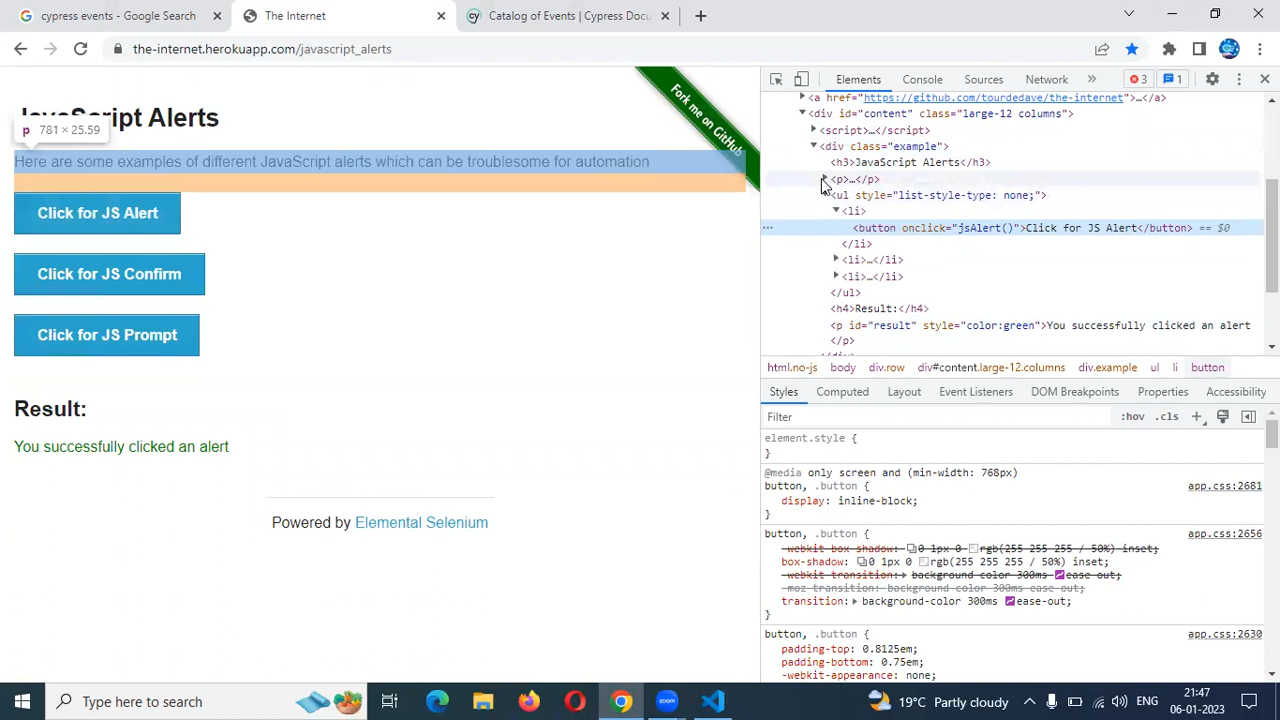 cypress events - Google Search
The Internet
Catalog of Events | Cypress Docu
the-internet.herokuapp.com/javascript_alerts
JavaScript Alerts
p 781 × 25.59
Here are some examples of different JavaScript alerts which can be troublesome for automation
Click for JS Alert
Click for JS Confirm
Click for JS Prompt
Result:
You successfully clicked an alert
Powered by Elemental Selenium
Fork me on GitHub
Elements Console Sources Network » 3 1
<a href="https://github.com/tourdedave/the-internet">…</a>
<div id="content" class="large-12 columns">
<script>…</script>
<div class="example">
<h3>JavaScript Alerts</h3>
<p>…</p>
<ul style="list-style-type: none;">
<li>
<button onclick="jsAlert()">Click for JS Alert</button> == $0
</li>
<li>…</li>
<li>…</li>
</ul>
<h4>Result:</h4>
<p id="result" style="color:green">You successfully clicked an alert
</p>
</div>
html.no-js body div.row div#content.large-12.columns div.example ul li button
Styles Computed Layout Event Listeners DOM Breakpoints Properties Accessibility
Filter :hov .cls
element.style {
}
@media only screen and (min-width: 768px)
button, .button { app.css:2681
display: inline-block;
}
button, .button { app.css:2656
-webkit-box-shadow: 0 1px 0 rgb(255 255 255 / 50%) inset;
box-shadow: 0 1px 0 rgb(255 255 255 / 50%) inset;
-webkit-transition: background-color 300ms ease-out;
-moz-transition: background-color 300ms ease-out;
transition: background-color 300ms ease-out;
}
button, .button { app.css:2630
padding-top: 0.8125em;
padding-bottom: 0.75em;
-webkit-appearance: none;
Type here to search
zoom
19°C Partly cloudy
ENG
21:47
06-01-2023